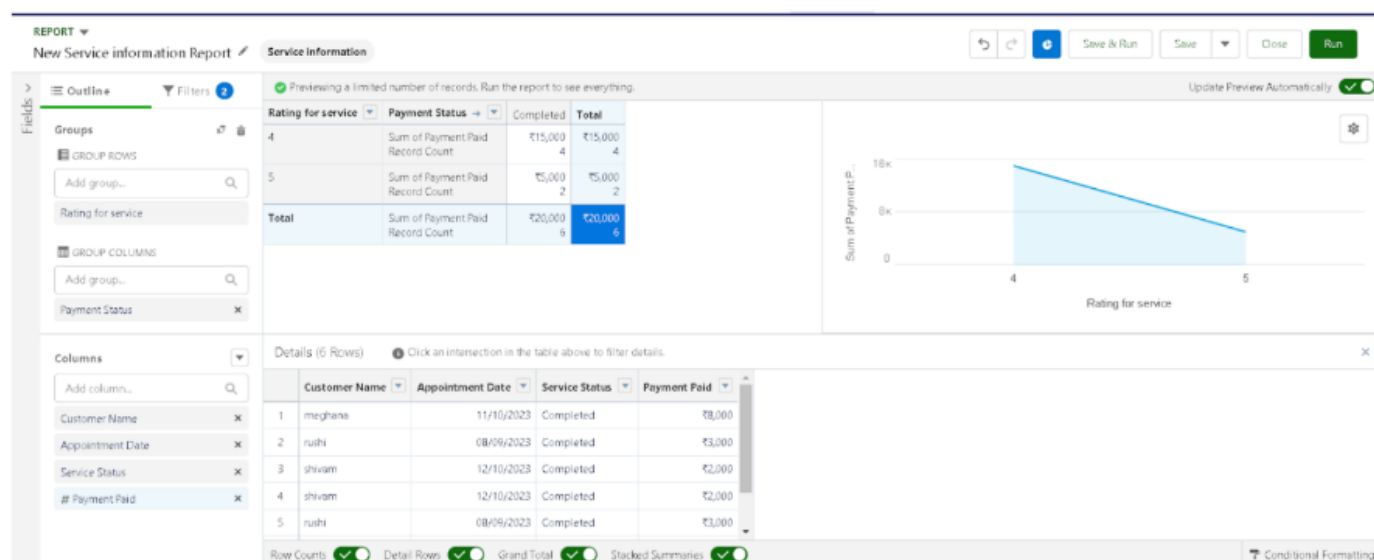 REPORT
New Service information Report Service information
Save & Run Save Close Run
Fields
Outline Filters 2
Previewing a limited number of records. Run the report to see everything.
Update Preview Automatically
Groups
GROUP ROWS
Add group...
Rating for service
GROUP COLUMNS
Add group...
Payment Status
Rating for service Payment Status → Completed Total
4 Sum of Payment Paid ₹15,000 ₹15,000
Record Count 4 4
5 Sum of Payment Paid ₹5,000 ₹5,000
Record Count 2 2
Total Sum of Payment Paid ₹20,000 ₹20,000
Record Count 6 6
Sum of Payment P...
16K
8K
0
4 5
Rating for service
Columns
Add column...
Customer Name
Appointment Date
Service Status
# Payment Paid
Details (6 Rows) Click an intersection in the table above to filter details.
Customer Name Appointment Date Service Status Payment Paid
1 meghana 11/10/2023 Completed ₹8,000
2 rushi 08/09/2023 Completed ₹3,000
3 shivam 12/10/2023 Completed ₹2,000
4 shivam 12/10/2023 Completed ₹2,000
5 rushi 08/09/2023 Completed ₹3,000
Row Counts Detail Rows Grand Total Stacked Summaries
Conditional Formatting